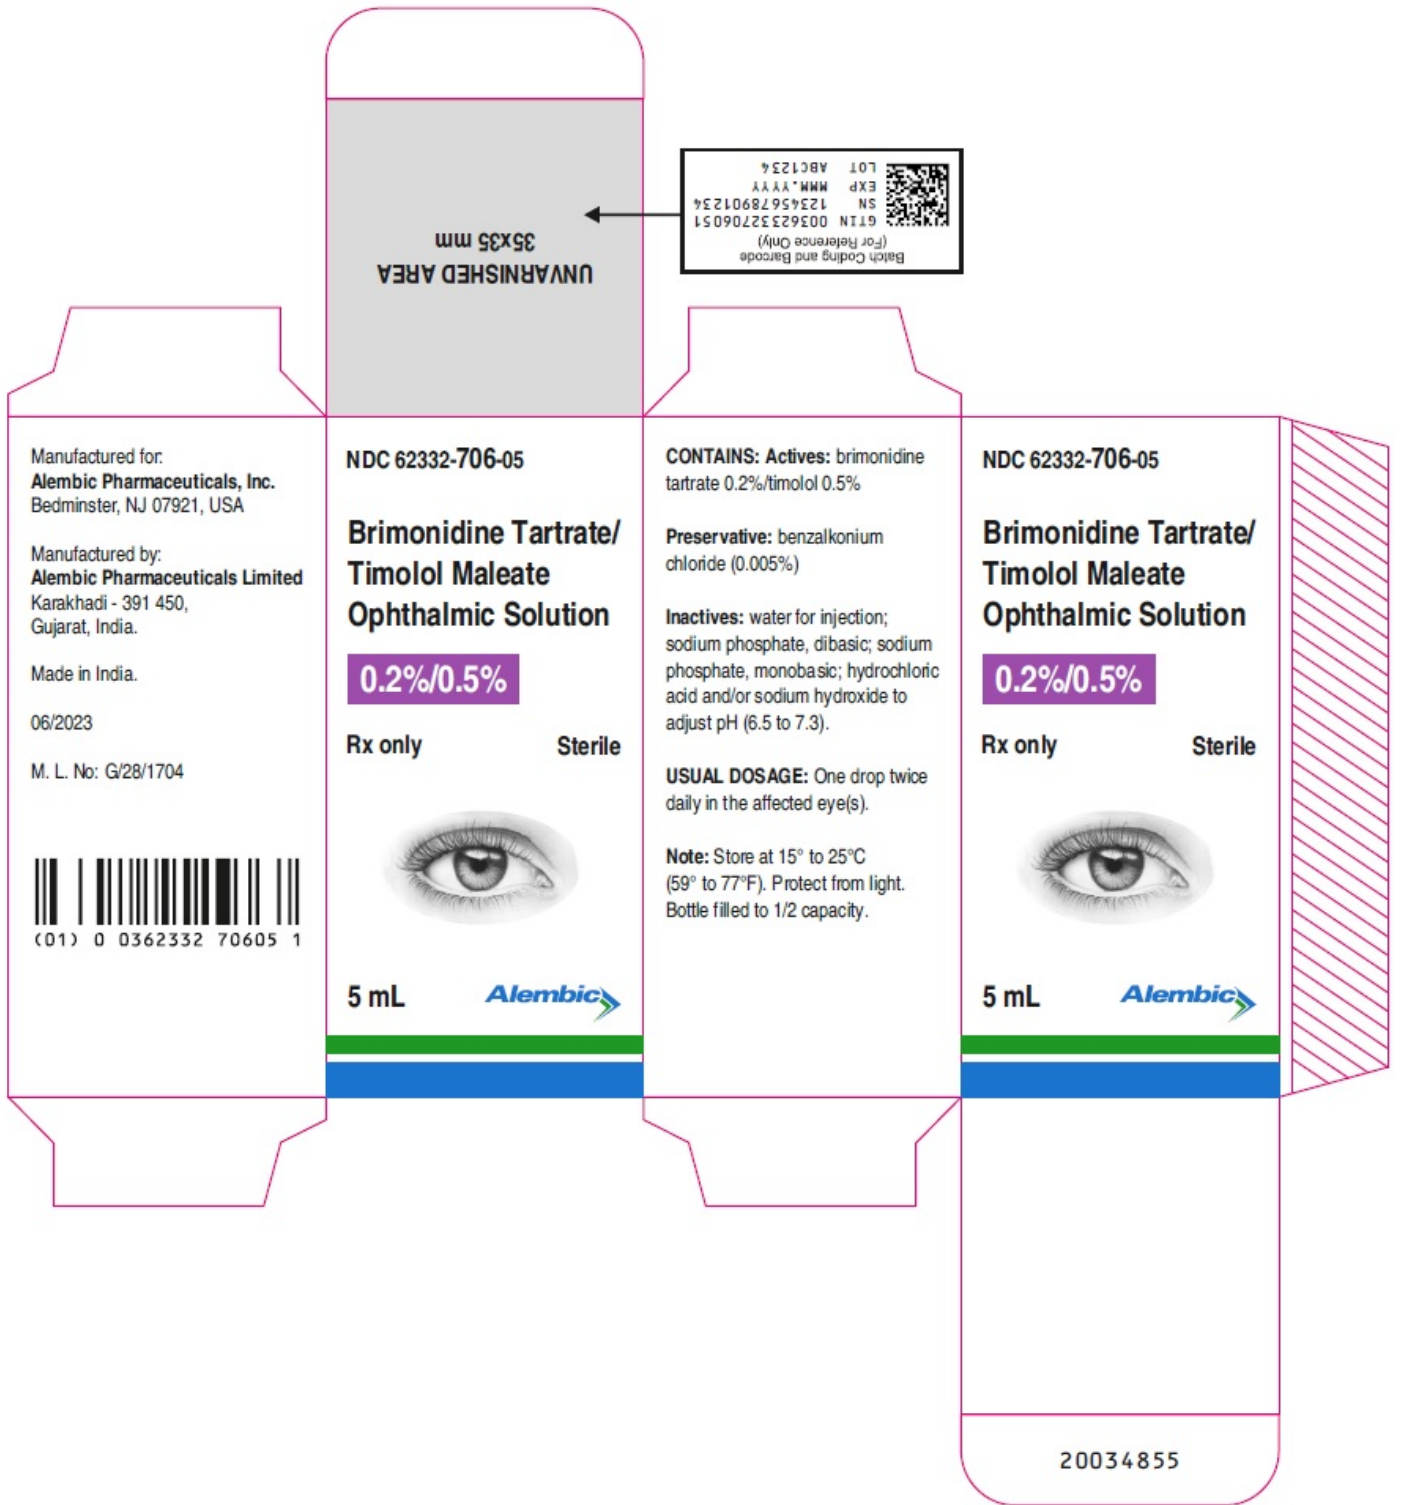 UNVARNISHED AREA
35x35 mm
Batch Coding and Barcode
(For Reference Only)
GTIN 00362332706051
SN 12345678901234
EXP MMM.YYYY
LOT ABC1234
Manufactured for:
Alembic Pharmaceuticals, Inc.
Bedminster, NJ 07921, USA
Manufactured by:
Alembic Pharmaceuticals Limited
Karakhadi - 391 450,
Gujarat, India.
Made in India.
06/2023
M. L. No: G/28/1704
(01) 0 0362332 70605 1
NDC 62332-706-05
Brimonidine Tartrate/
Timolol Maleate
Ophthalmic Solution
0.2%/0.5%
Rx only Sterile
5 mL Alembic
CONTAINS: Actives: brimonidine
tartrate 0.2%/timolol 0.5%
Preservative: benzalkonium
chloride (0.005%)
Inactives: water for injection;
sodium phosphate, dibasic; sodium
phosphate, monobasic; hydrochloric
acid and/or sodium hydroxide to
adjust pH (6.5 to 7.3).
USUAL DOSAGE: One drop twice
daily in the affected eye(s).
Note: Store at 15° to 25°C
(59° to 77°F). Protect from light.
Bottle filled to 1/2 capacity.
NDC 62332-706-05
Brimonidine Tartrate/
Timolol Maleate
Ophthalmic Solution
0.2%/0.5%
Rx only Sterile
5 mL Alembic
20034855